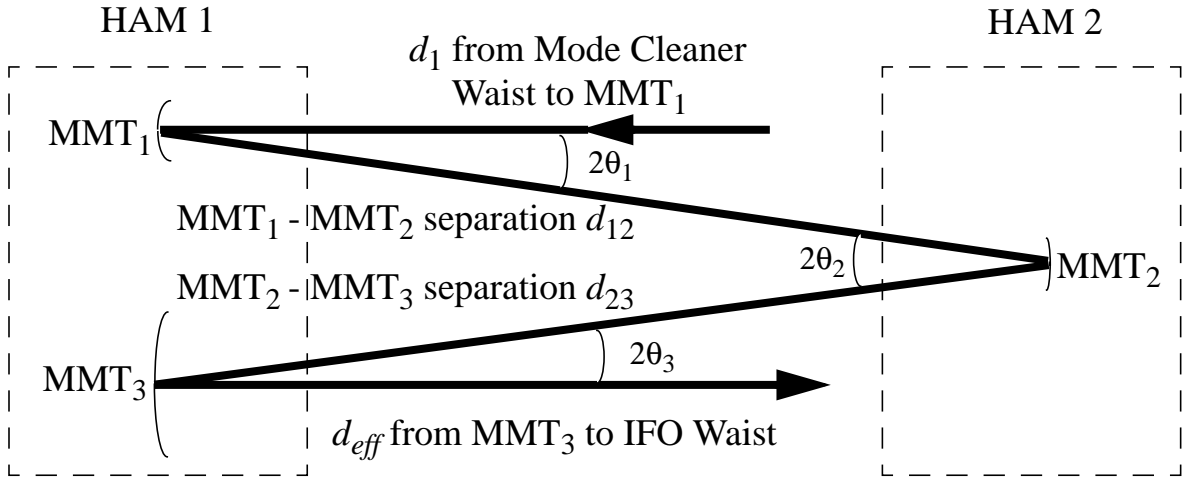 HAM 1
HAM 2
d₁ from Mode Cleaner
Waist to MMT₁
MMT₁
2θ₁
MMT₁ - MMT₂ separation d₁₂
2θ₂
MMT₂
MMT₂ - MMT₃ separation d₂₃
2θ₃
MMT₃
d_eff from MMT₃ to IFO Waist